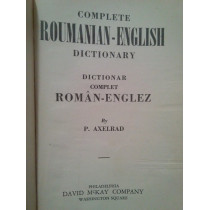 COMPLETE
ROUMANIAN-ENGLISH
DICTIONARY
DICTIONAR
COMPLET
ROMÂN-ENGLEZ
By
P. AXELRAD
PHILADELPHIA
DAVID McKAY COMPANY
WASHINGTON SQUARE